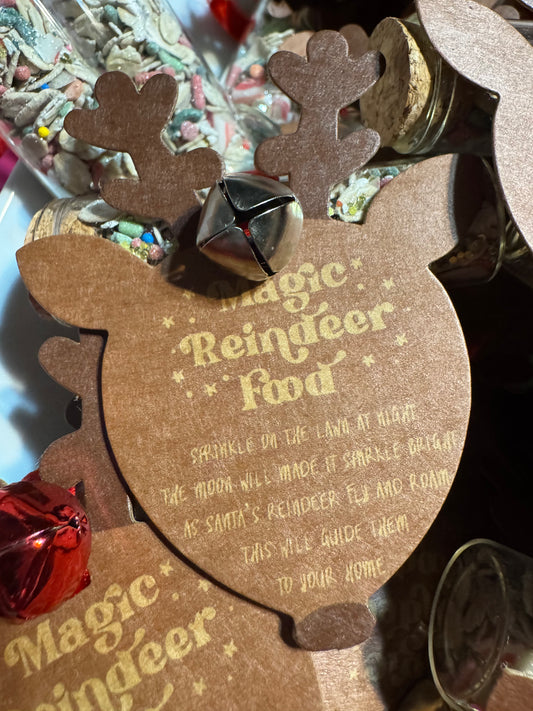 Magic
Reindeer
Food
SPRINKLE ON THE LAWN AT NIGHT
THE MOON WILL MADE IT SPARKLE BRIGHT
AS SANTA'S REINDEER FLY AND ROAM
THIS WILL GUIDE THEM
TO YOUR HOME
Magic
Reindeer